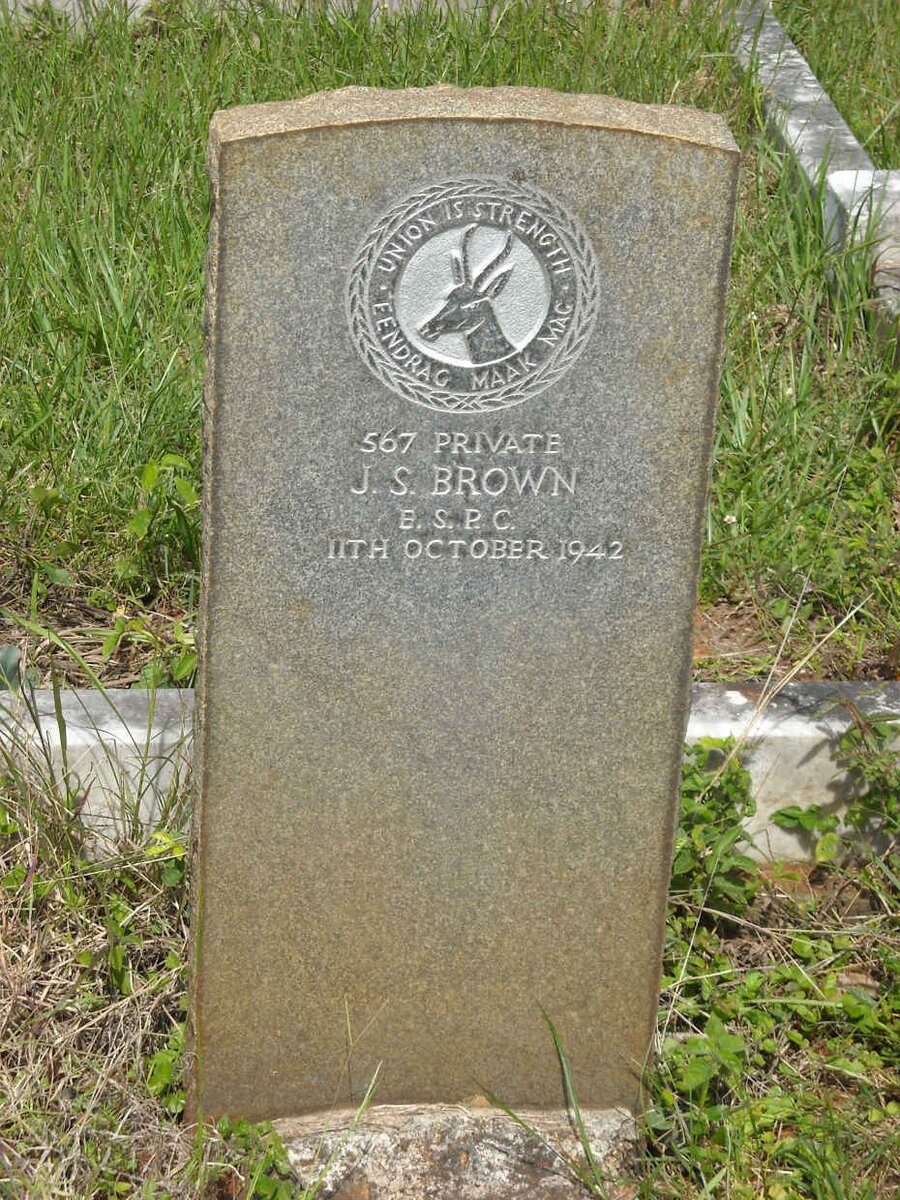 UNION IS STRENGTH
EENDRAG MAAK MAG
567 PRIVATE
J. S. BROWN
E. S. P. C.
11TH OCTOBER 1942